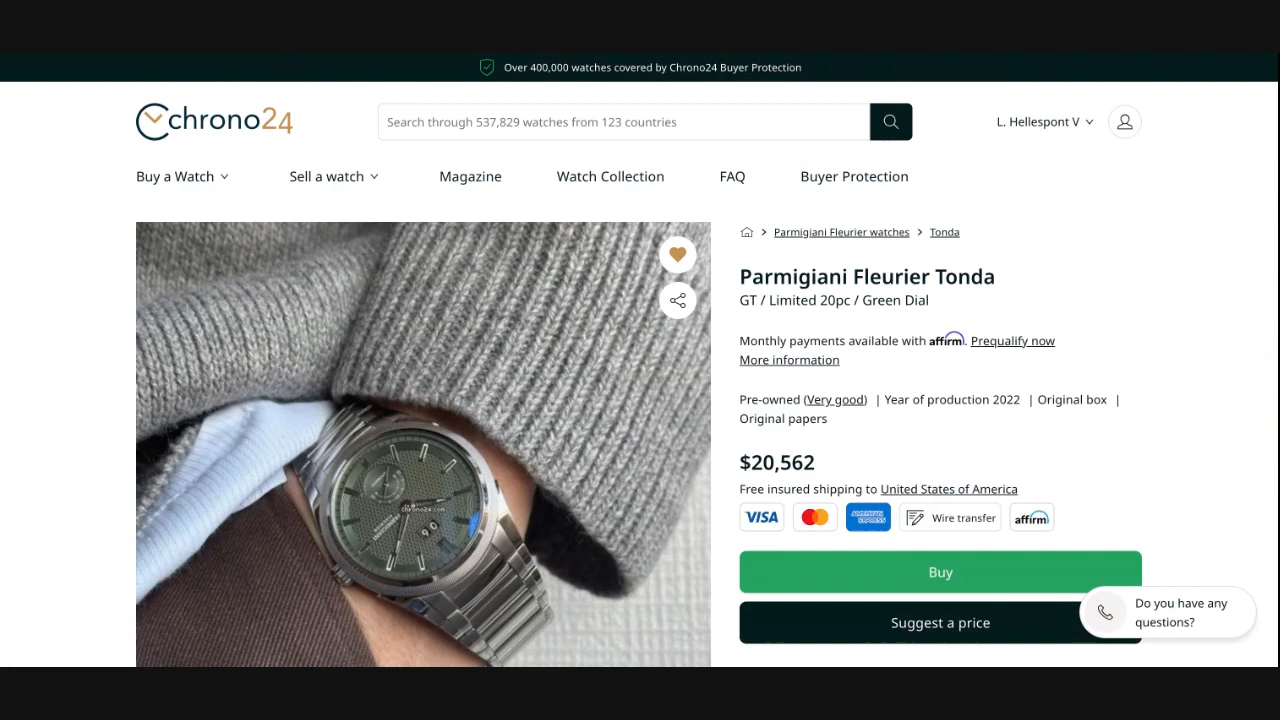 Over 400,000 watches covered by Chrono24 Buyer Protection
chrono24
Search through 537,829 watches from 123 countries
L. Hellespont V
Buy a Watch
Sell a watch
Magazine
Watch Collection
FAQ
Buyer Protection
Parmigiani Fleurier watches
Tonda
Parmigiani Fleurier Tonda
GT / Limited 20pc / Green Dial
Monthly payments available with affirm. Prequalify now
More information
Pre-owned (Very good) | Year of production 2022 | Original box |
Original papers
$20,562
Free insured shipping to United States of America
VISA
AMERICAN EXPRESS
Wire transfer
affirm
Buy
Suggest a price
Do you have any
questions?
Chrono24.com